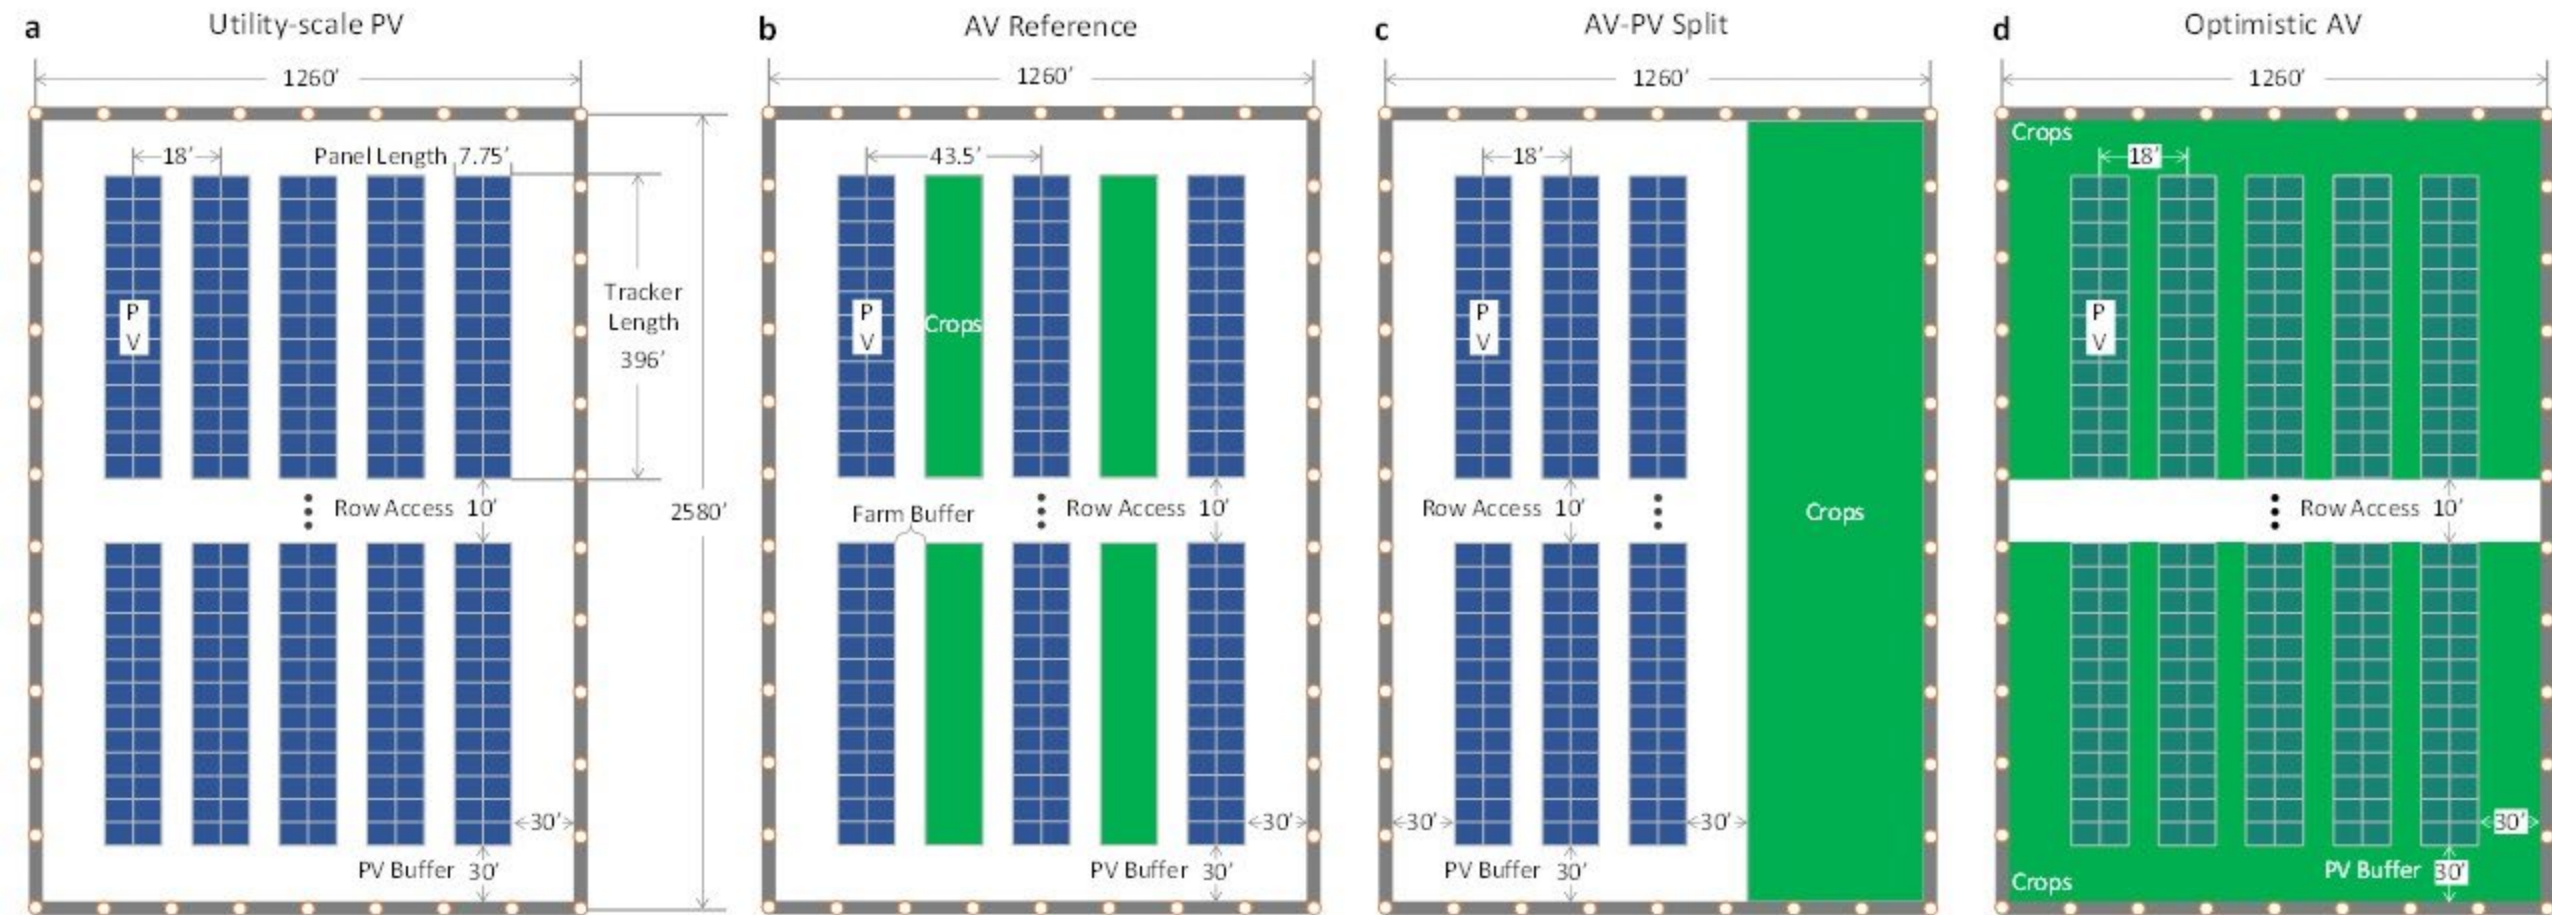 a Utility-scale PV
1260’
18’ Panel Length 7.75’
P
V
Tracker
Length
396’
2580’
Row Access 10’
30’
PV Buffer 30’
b AV Reference
1260’
43.5’
P
V
Crops
Farm Buffer
Row Access 10’
30’
PV Buffer 30’
c AV-PV Split
1260’
18’
P
V
Row Access 10’
Crops
30’ 30’
PV Buffer 30’
d Optimistic AV
1260’
Crops
18’
P
V
Row Access 10’
30’
PV Buffer 30’
Crops